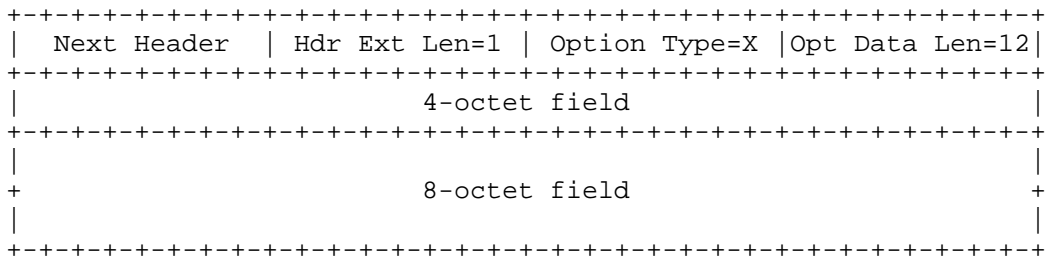 +-+-+-+-+-+-+-+-+-+-+-+-+-+-+-+-+-+-+-+-+-+-+-+-+-+-+-+-+-+-+-+-+
|  Next Header  | Hdr Ext Len=1 | Option Type=X |Opt Data Len=12|
+-+-+-+-+-+-+-+-+-+-+-+-+-+-+-+-+-+-+-+-+-+-+-+-+-+-+-+-+-+-+-+-+
|                         4-octet field                         |
+-+-+-+-+-+-+-+-+-+-+-+-+-+-+-+-+-+-+-+-+-+-+-+-+-+-+-+-+-+-+-+-+
|                                                               |
+                         8-octet field                         +
|                                                               |
+-+-+-+-+-+-+-+-+-+-+-+-+-+-+-+-+-+-+-+-+-+-+-+-+-+-+-+-+-+-+-+-+